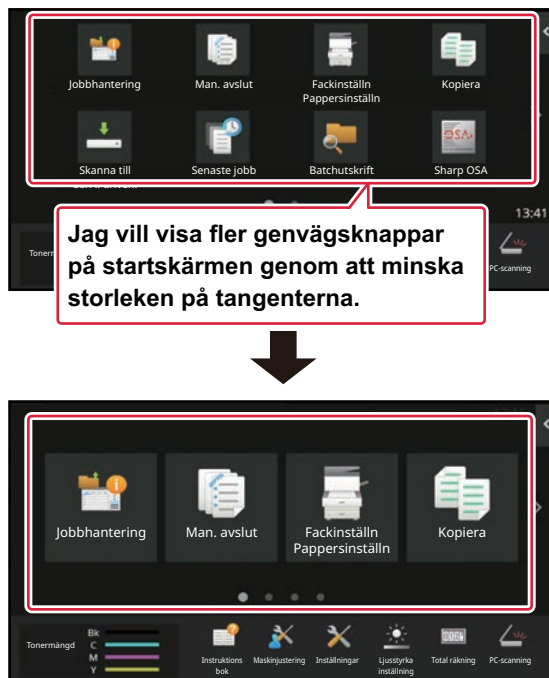 Jobbhantering
Man. avslut
Fackinställn
Pappersinställn
Kopiera
Skanna till
Senaste jobb
Batchutskrift
OSA
Sharp OSA
13:41
Jag vill visa fler genvägsknappar
på startskärmen genom att minska
storleken på tangenterna.
PC-scanning
Jobbhantering
Man. avslut
Fackinställn
Pappersinställn
Kopiera
Tonermängd
Bk
C
M
Y
Instruktions
bok
Maskinjustering
Inställningar
Ljusstyrka
inställning
Total räkning
PC-scanning